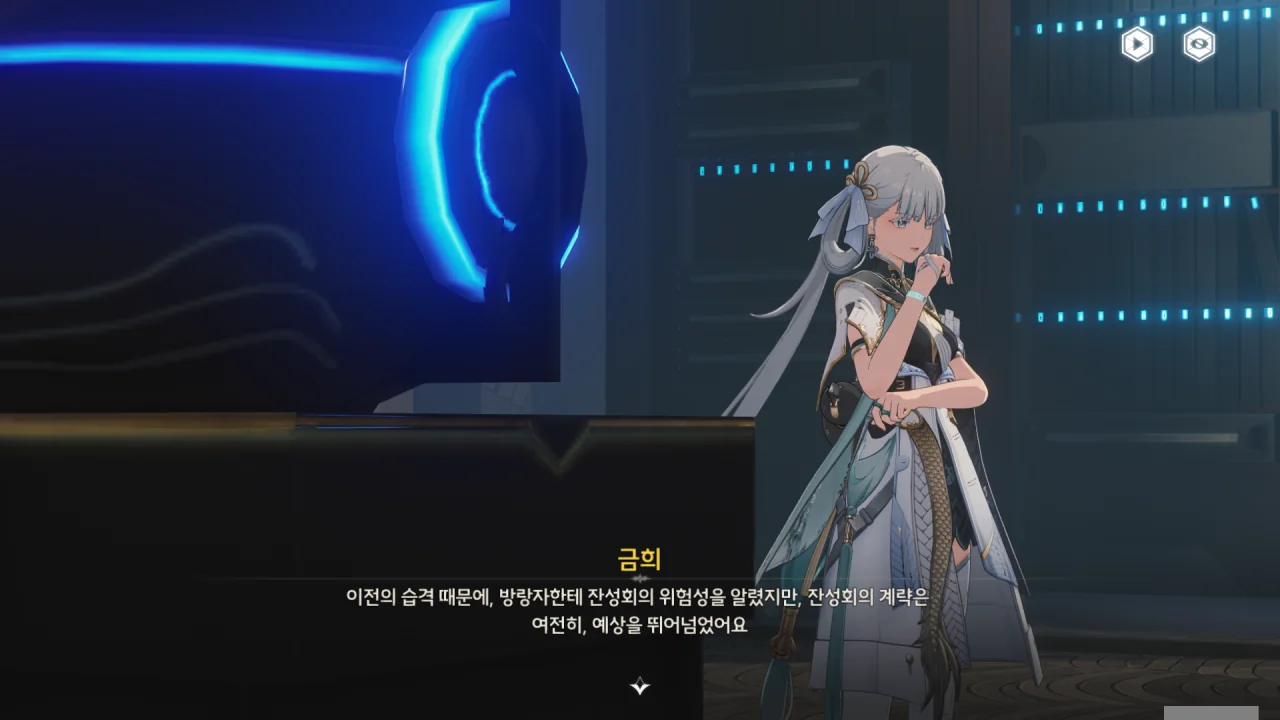 금희
이전의 습격 때문에, 방랑자한테 잔성회의 위험성을 알렸지만, 잔성회의 계략은
여전히, 예상을 뛰어넘었어요